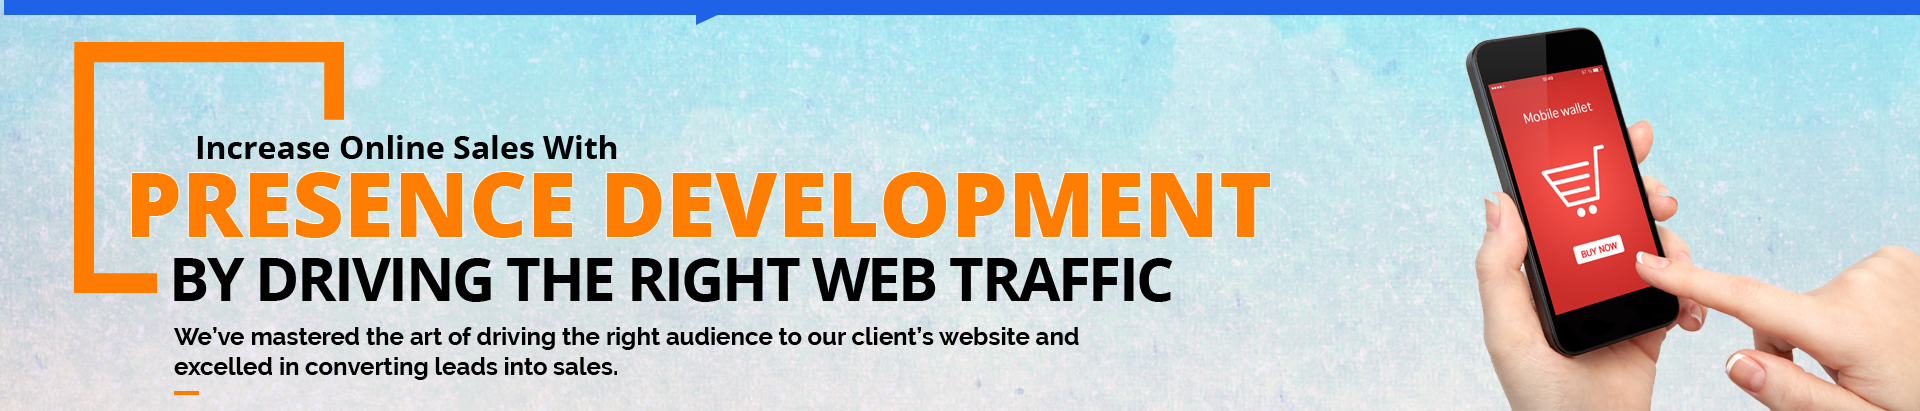 Increase Online Sales With
PRESENCE DEVELOPMENT
BY DRIVING THE RIGHT WEB TRAFFIC
We’ve mastered the art of driving the right audience to our client’s website and
excelled in converting leads into sales.
Mobile wallet
BUY NOW